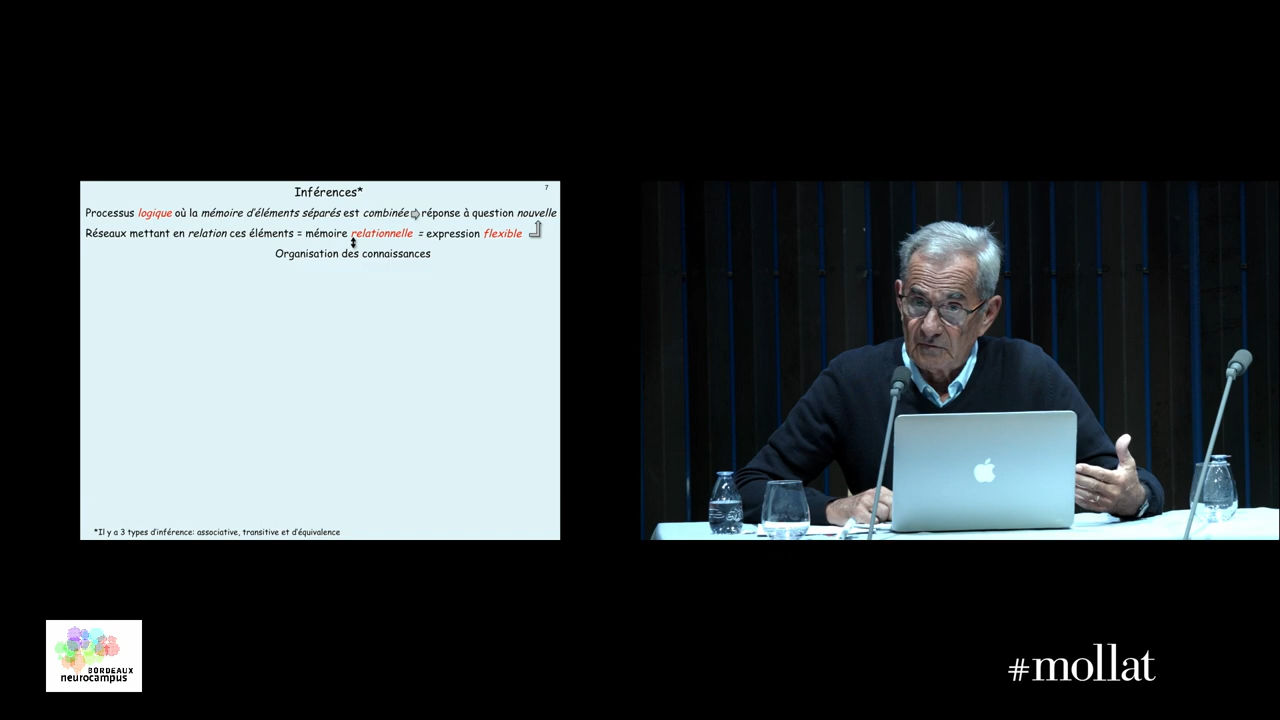 Inférences*
7
Processus logique où la mémoire d'éléments séparés est combinée réponse à question nouvelle
Réseaux mettant en relation ces éléments = mémoire relationnelle = expression flexible
Organisation des connaissances
*Il y a 3 types d'inférence: associative, transitive et d'équivalence
BORDEAUX
neurocampus
#mollat